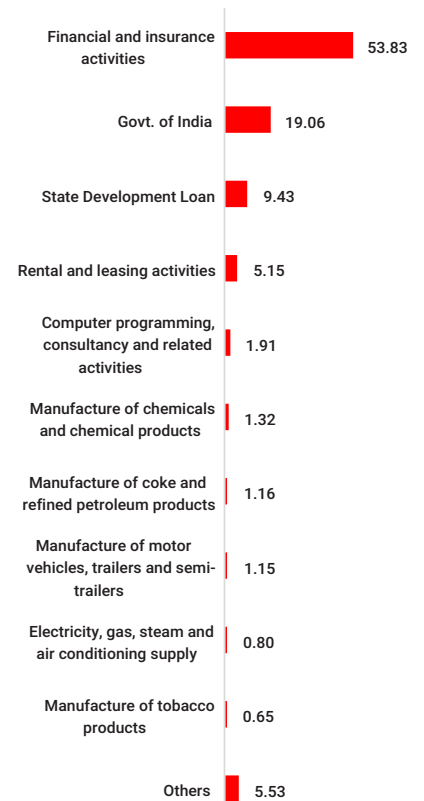 Financial and insurance
activities
53.83
Govt. of India
19.06
State Development Loan
9.43
Rental and leasing activities
5.15
Computer programming,
consultancy and related
activities
1.91
Manufacture of chemicals
and chemical products
1.32
Manufacture of coke and
refined petroleum products
1.16
Manufacture of motor
vehicles, trailers and semi-
trailers
1.15
Electricity, gas, steam and
air conditioning supply
0.80
Manufacture of tobacco
products
0.65
Others
5.53